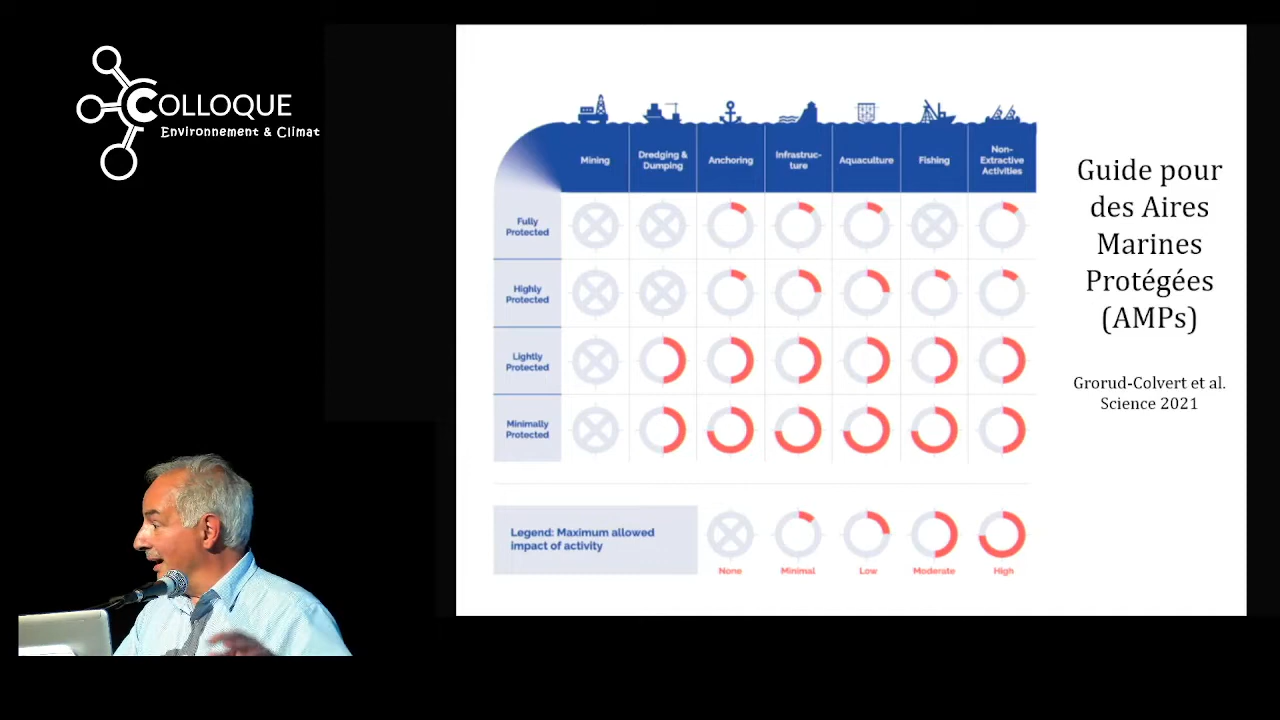 COLLOQUE
Environnement & Climat
Mining
Dredging &
Dumping
Anchoring
Infrastruc-
ture
Aquaculture
Fishing
Non-
Extractive
Activities
Fully
Protected
Highly
Protected
Lightly
Protected
Minimally
Protected
Legend: Maximum allowed
impact of activity
None
Minimal
Low
Moderate
High
Guide pour
des Aires
Marines
Protégées
(AMPs)
Grorud-Colvert et al.
Science 2021